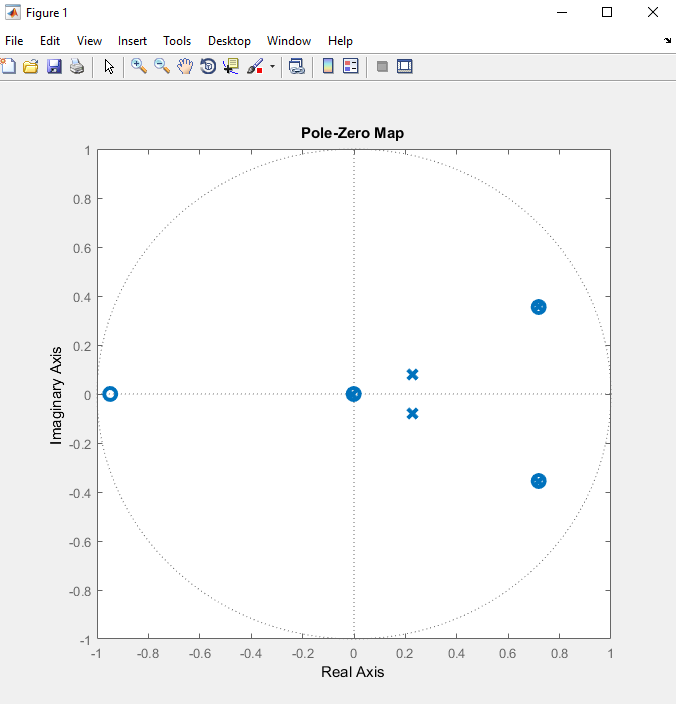 Figure 1
File Edit View Insert Tools Desktop Window Help
Pole-Zero Map
1
0.8
0.6
0.4
0.2
0
-0.2
-0.4
-0.6
-0.8
-1
Imaginary Axis
-1 -0.8 -0.6 -0.4 -0.2 0 0.2 0.4 0.6 0.8 1
Real Axis